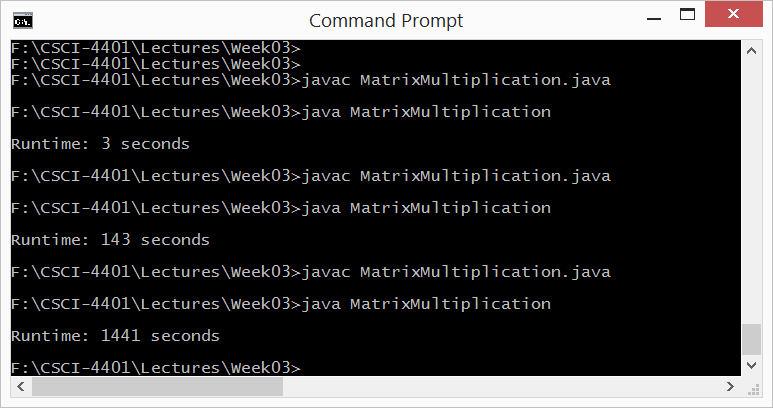 Command Prompt
F:\CSCI-4401\Lectures\Week03>
F:\CSCI-4401\Lectures\Week03>
F:\CSCI-4401\Lectures\Week03>javac MatrixMultiplication.java
F:\CSCI-4401\Lectures\Week03>java MatrixMultiplication
Runtime: 3 seconds
F:\CSCI-4401\Lectures\Week03>javac MatrixMultiplication.java
F:\CSCI-4401\Lectures\Week03>java MatrixMultiplication
Runtime: 143 seconds
F:\CSCI-4401\Lectures\Week03>javac MatrixMultiplication.java
F:\CSCI-4401\Lectures\Week03>java MatrixMultiplication
Runtime: 1441 seconds
F:\CSCI-4401\Lectures\Week03>